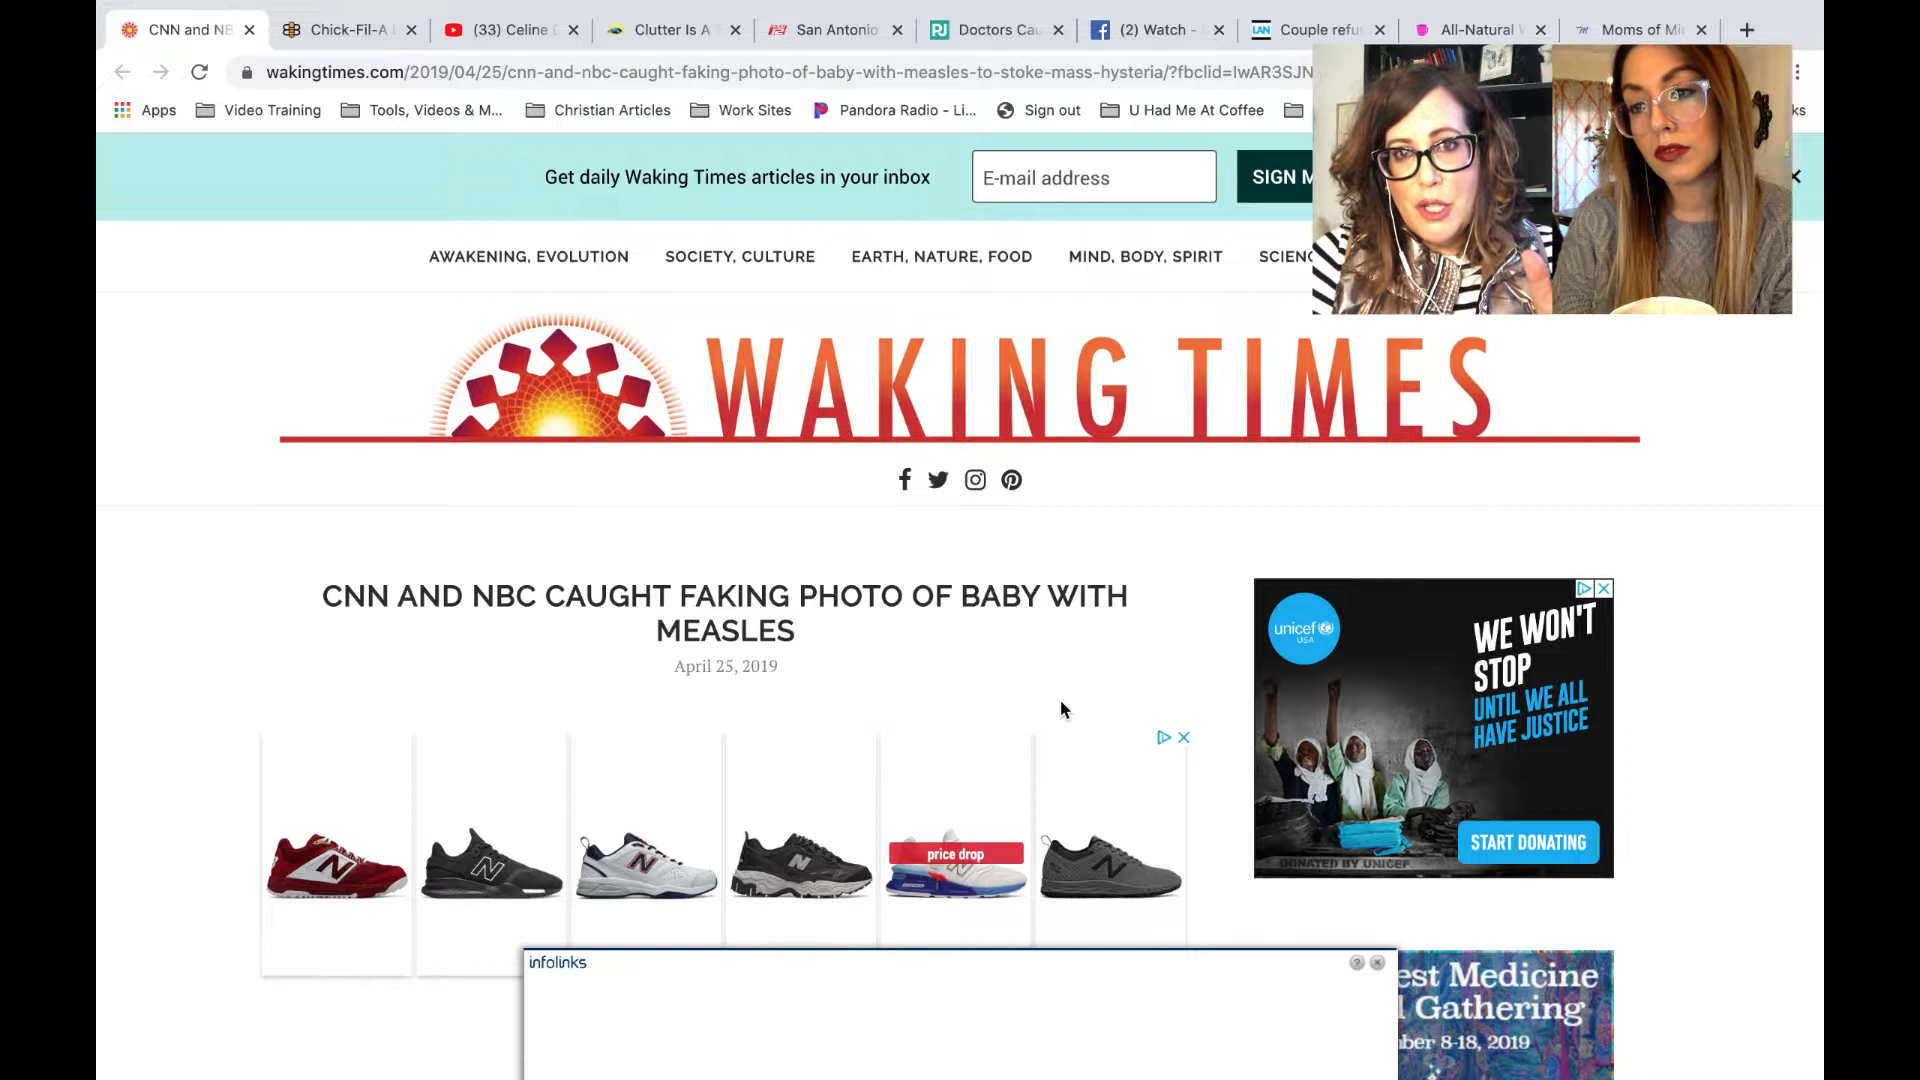 CNN and NB
Chick-Fil-A
(33) Celine
Clutter Is A
San Antonio
PJ
Doctors Cau
(2) Watch -
LAN
Couple refus
All-Natural
Moms of Mi
wakingtimes.com/2019/04/25/cnn-and-nbc-caught-faking-photo-of-baby-with-measles-to-stoke-mass-hysteria/?fbclid=IwAR3SJN
Apps
Video Training
Tools, Videos & M...
Christian Articles
Work Sites
Pandora Radio - Li...
Sign out
U Had Me At Coffee
ks
Get daily Waking Times articles in your inbox
E-mail address
SIGN M
AWAKENING, EVOLUTION
SOCIETY, CULTURE
EARTH, NATURE, FOOD
MIND, BODY, SPIRIT
SCIENC
WAKING TIMES
CNN AND NBC CAUGHT FAKING PHOTO OF BABY WITH
MEASLES
April 25, 2019
unicef
USA
WE WON'T
STOP
UNTIL WE ALL
HAVE JUSTICE
START DONATING
DONATED BY UNICEF
price drop
infolinks
est Medicine
l Gathering
ber 8-18, 2019